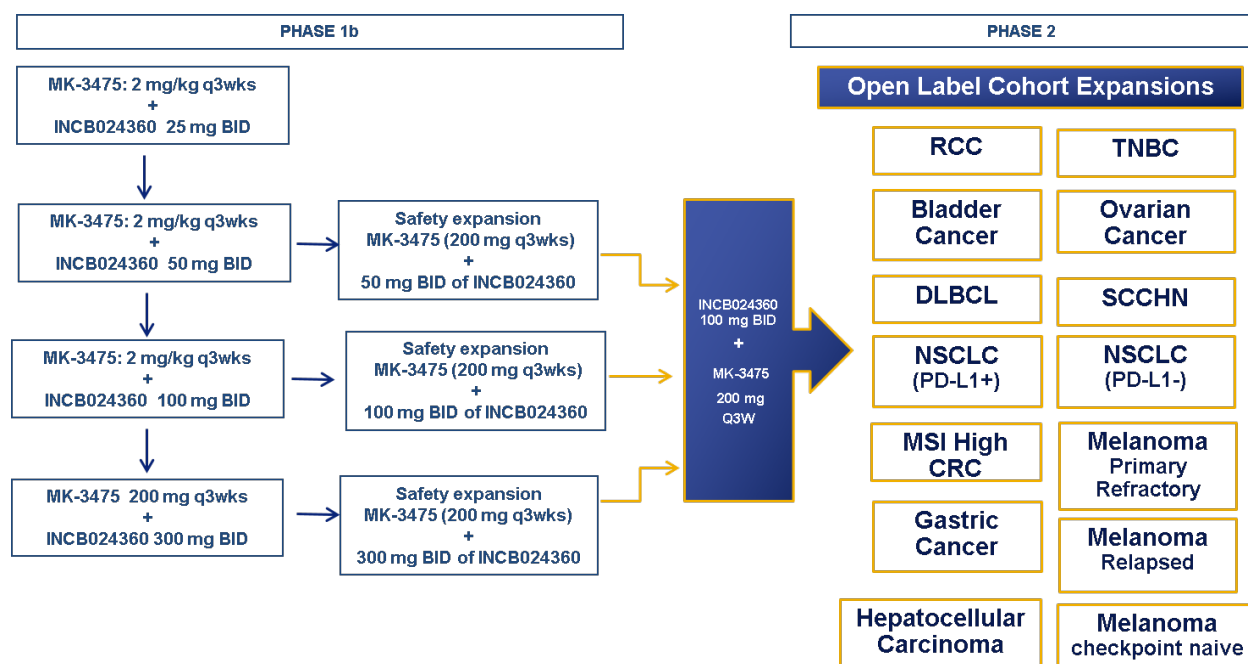 PHASE 1b
PHASE 2
MK-3475: 2 mg/kg q3wks
+
INCB024360 25 mg BID
MK-3475: 2 mg/kg q3wks
+
INCB024360 50 mg BID
MK-3475: 2 mg/kg q3wks
+
INCB024360 100 mg BID
MK-3475 200 mg q3wks
+
INCB024360 300 mg BID
Safety expansion
MK-3475 (200 mg q3wks)
+
50 mg BID of INCB024360
Safety expansion
MK-3475 (200 mg q3wks)
+
100 mg BID of INCB024360
Safety expansion
MK-3475 (200 mg q3wks)
+
300 mg BID of INCB024360
INCB024360
100 mg BID
+
MK-3475
200 mg
Q3W
Open Label Cohort Expansions
RCC
TNBC
Bladder
Cancer
Ovarian
Cancer
DLBCL
SCCHN
NSCLC
(PD-L1+)
NSCLC
(PD-L1-)
MSI High
CRC
Melanoma
Primary
Refractory
Gastric
Cancer
Melanoma
Relapsed
Hepatocellular
Carcinoma
Melanoma
checkpoint naive